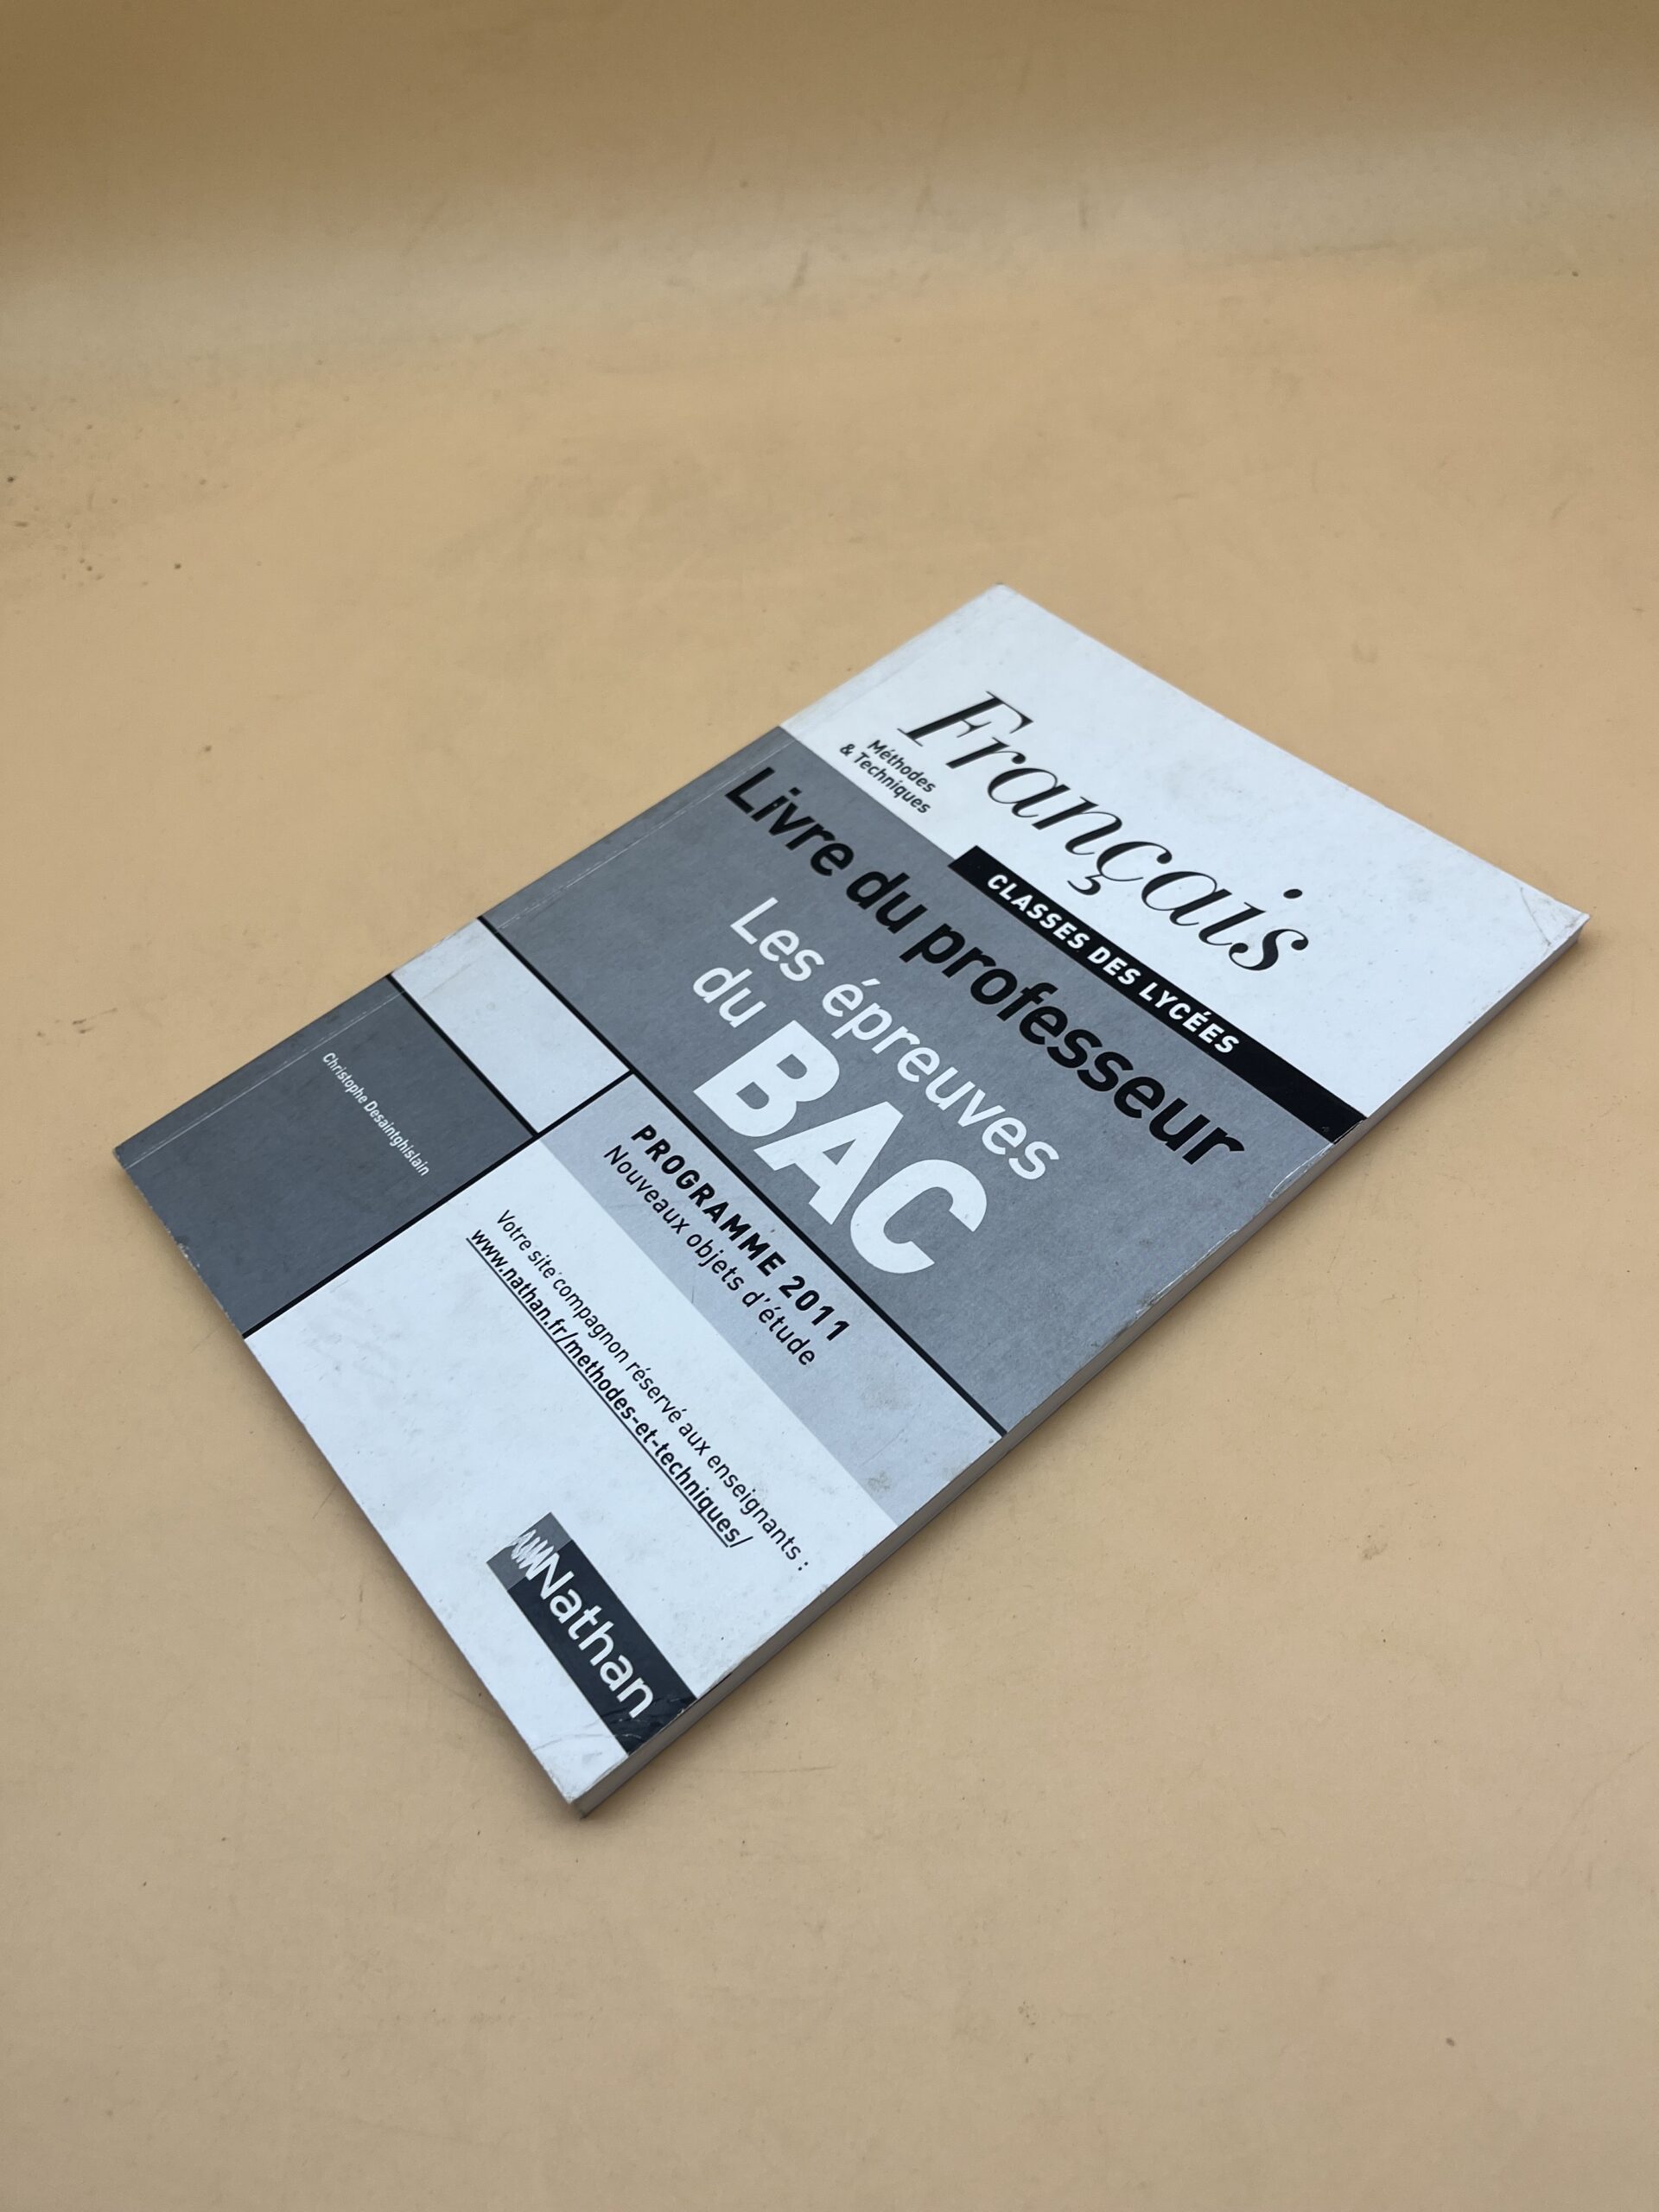 Français
Méthodes
& Techniques
CLASSES DES LYCÉES
Livre du professeur
Les épreuves
du BAC
PROGRAMME 2011
Nouveaux objets d'étude
Christophe Desaintghislain
Votre site compagnon réservé aux enseignants :
www.nathan.fr/methodes-et-techniques/
Nathan